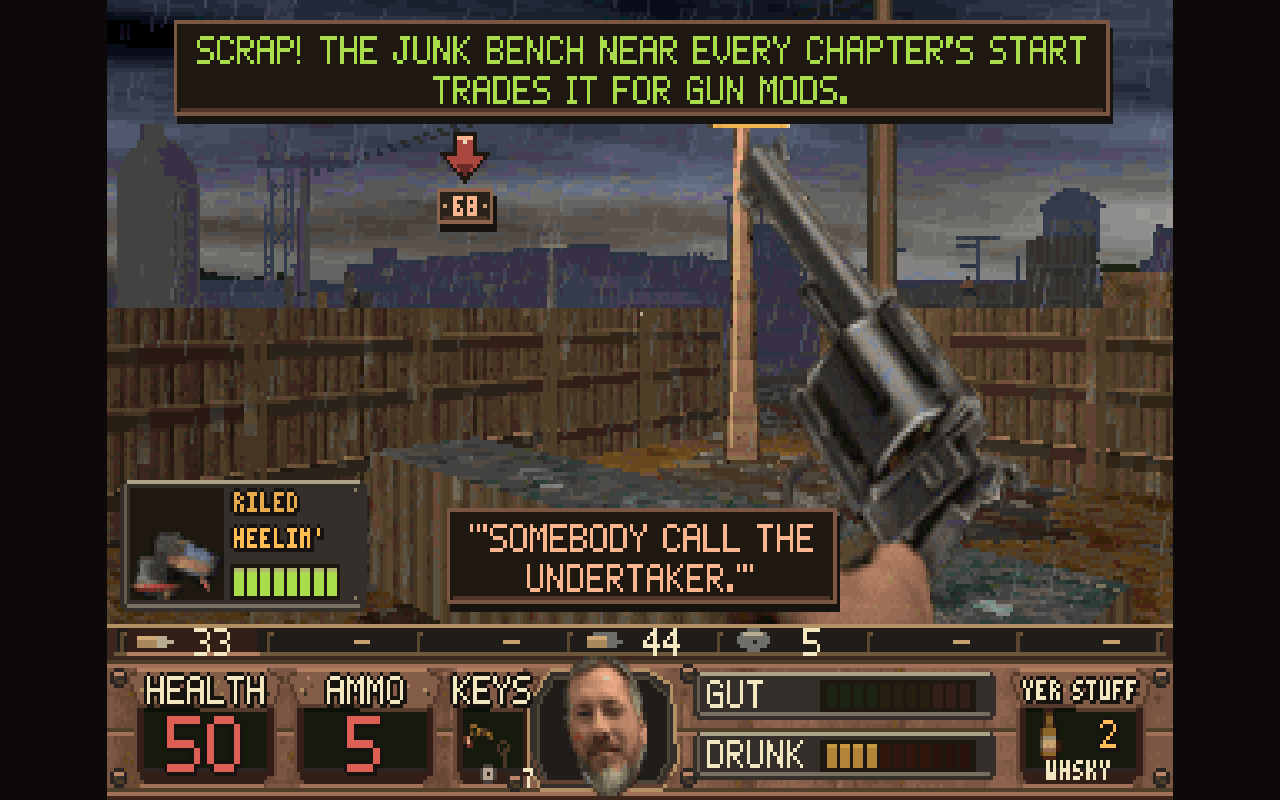 SCRAP! THE JUNK BENCH NEAR EVERY CHAPTER'S START
TRADES IT FOR GUN MODS.
·E8·
RILED
HEELIN'
"'SOMEBODY CALL THE
UNDERTAKER.'"
33 – – 44 5 – –
HEALTH
50
AMMO
5
KEYS
GUT
DRUNK
YER STUFF
2
WHSKY